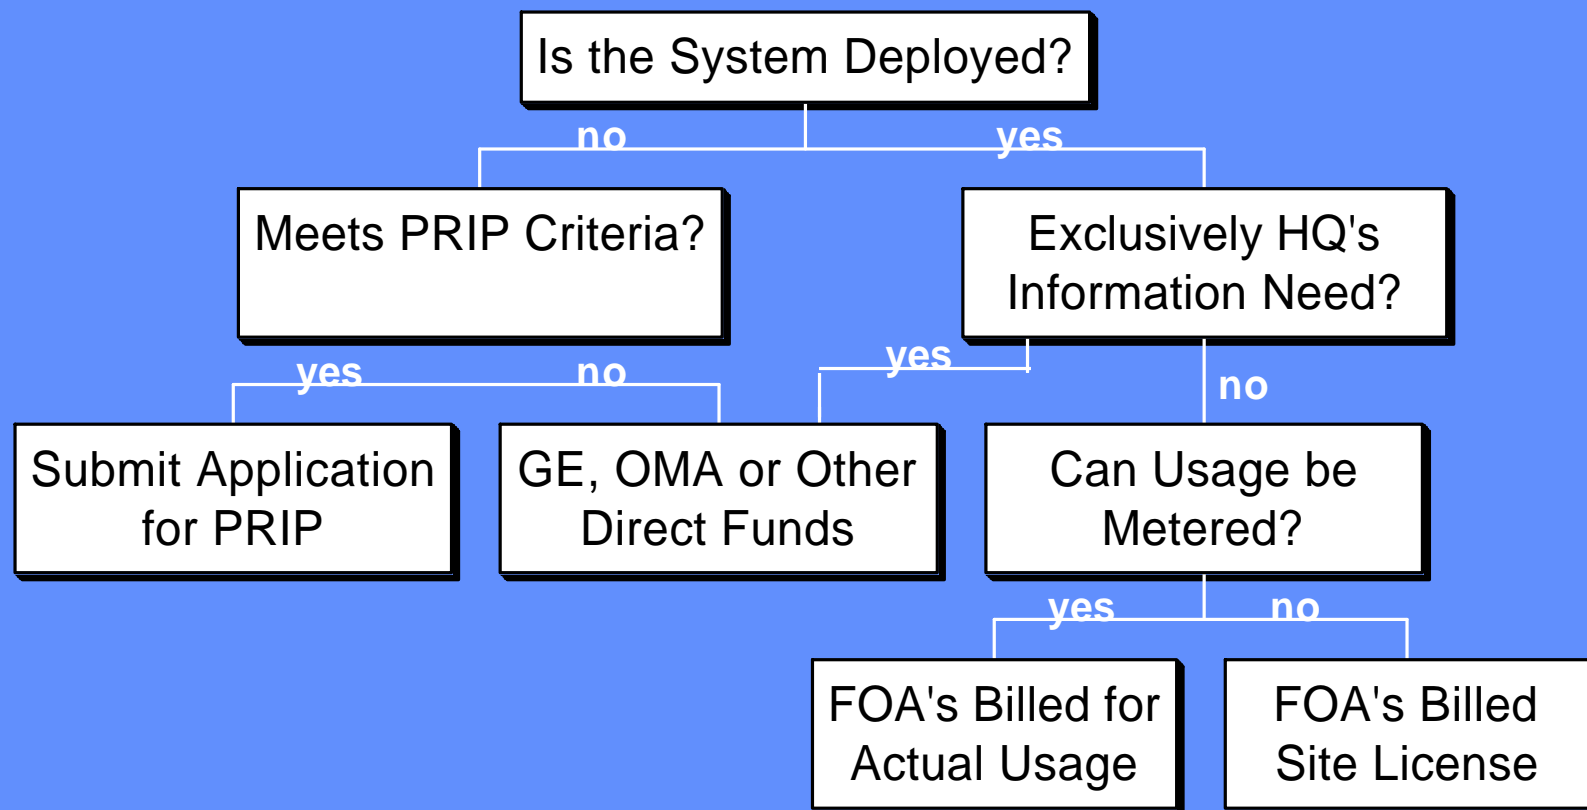 Is the System Deployed?
no
yes
Meets PRIP Criteria?
Exclusively HQ's
Information Need?
yes
no
yes
no
Submit Application
for PRIP
GE, OMA or Other
Direct Funds
Can Usage be
Metered?
yes
no
FOA's Billed for
Actual Usage
FOA's Billed
Site License